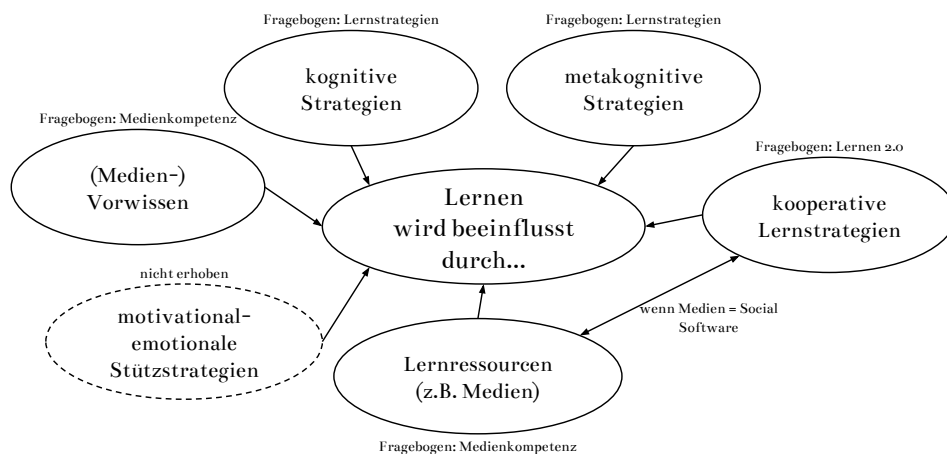 Fragebogen: Lernstrategien
kognitive
Strategien
Fragebogen: Lernstrategien
metakognitive
Strategien
Fragebogen: Medienkompetenz
(Medien-)
Vorwissen
Fragebogen: Lernen 2.0
kooperative
Lernstrategien
Lernen
wird beeinflusst
durch...
nicht erhoben
motivational-
emotionale
Stützstrategien
wenn Medien = Social
Software
Lernressourcen
(z.B. Medien)
Fragebogen: Medienkompetenz